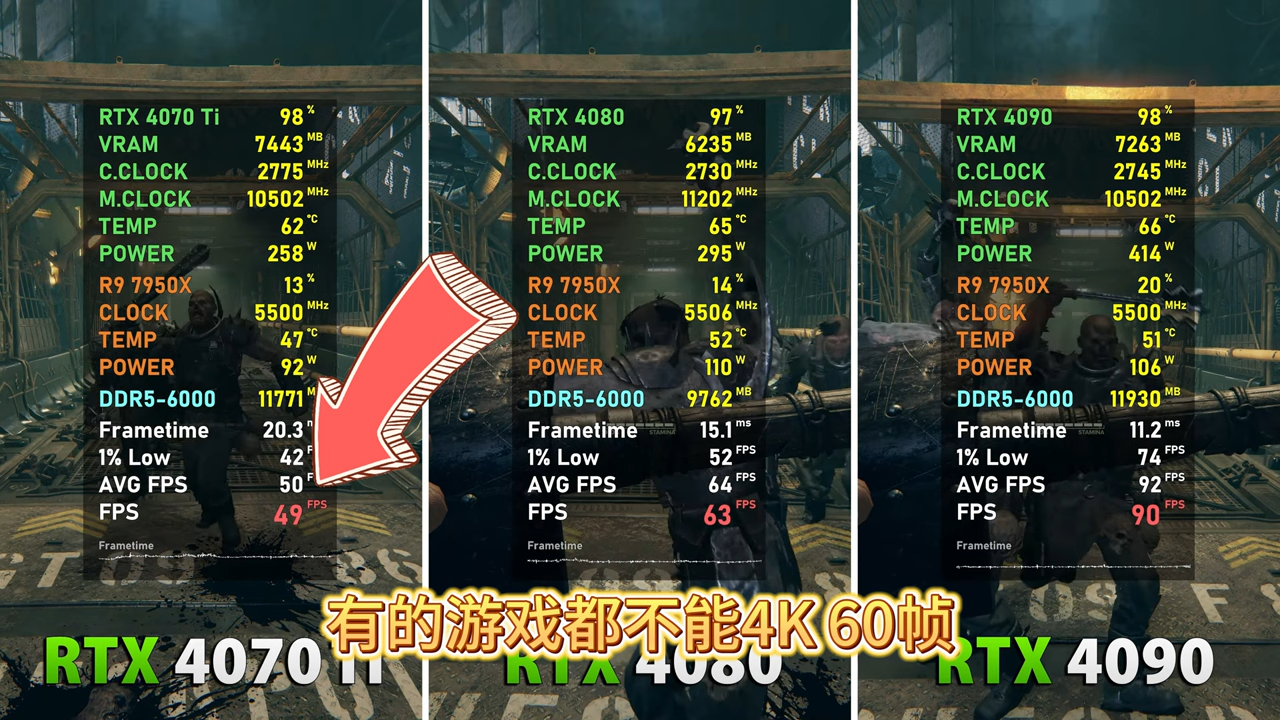 RTX 4070 Ti 98 %
VRAM 7443 MB
C.CLOCK 2775 MHz
M.CLOCK 10502 MHz
TEMP 62 °C
POWER 258 W
R9 7950X 13 %
CLOCK 5500 MHz
TEMP 47 °C
POWER 92 W
DDR5-6000 11771 M
Frametime 20.3
1% Low 42
AVG FPS 50
FPS 49 FPS
Frametime
RTX 4080 97 %
VRAM 6235 MB
C.CLOCK 2730 MHz
M.CLOCK 11202 MHz
TEMP 65 °C
POWER 295 W
R9 7950X 14 %
CLOCK 5506 MHz
TEMP 52 °C
POWER 110 W
DDR5-6000 9762 MB
Frametime 15.1 ms
STAMINA
1% Low 52 FPS
AVG FPS 64 FPS
FPS 63 FPS
Frametime
RTX 4090 98 %
VRAM 7263 MB
C.CLOCK 2745 MHz
M.CLOCK 10502 MHz
TEMP 66 °C
POWER 414 W
R9 7950X 20 %
CLOCK 5500 MHz
TEMP 51 °C
POWER 106 W
DDR5-6000 11930 MB
Frametime 11.2 ms
STAMINA
1% Low 74 FPS
AVG FPS 92 FPS
FPS 90 FPS
Frametime
有的游戏都不能4K 60帧
RTX 4070 Ti
RTX 4080
RTX 4090